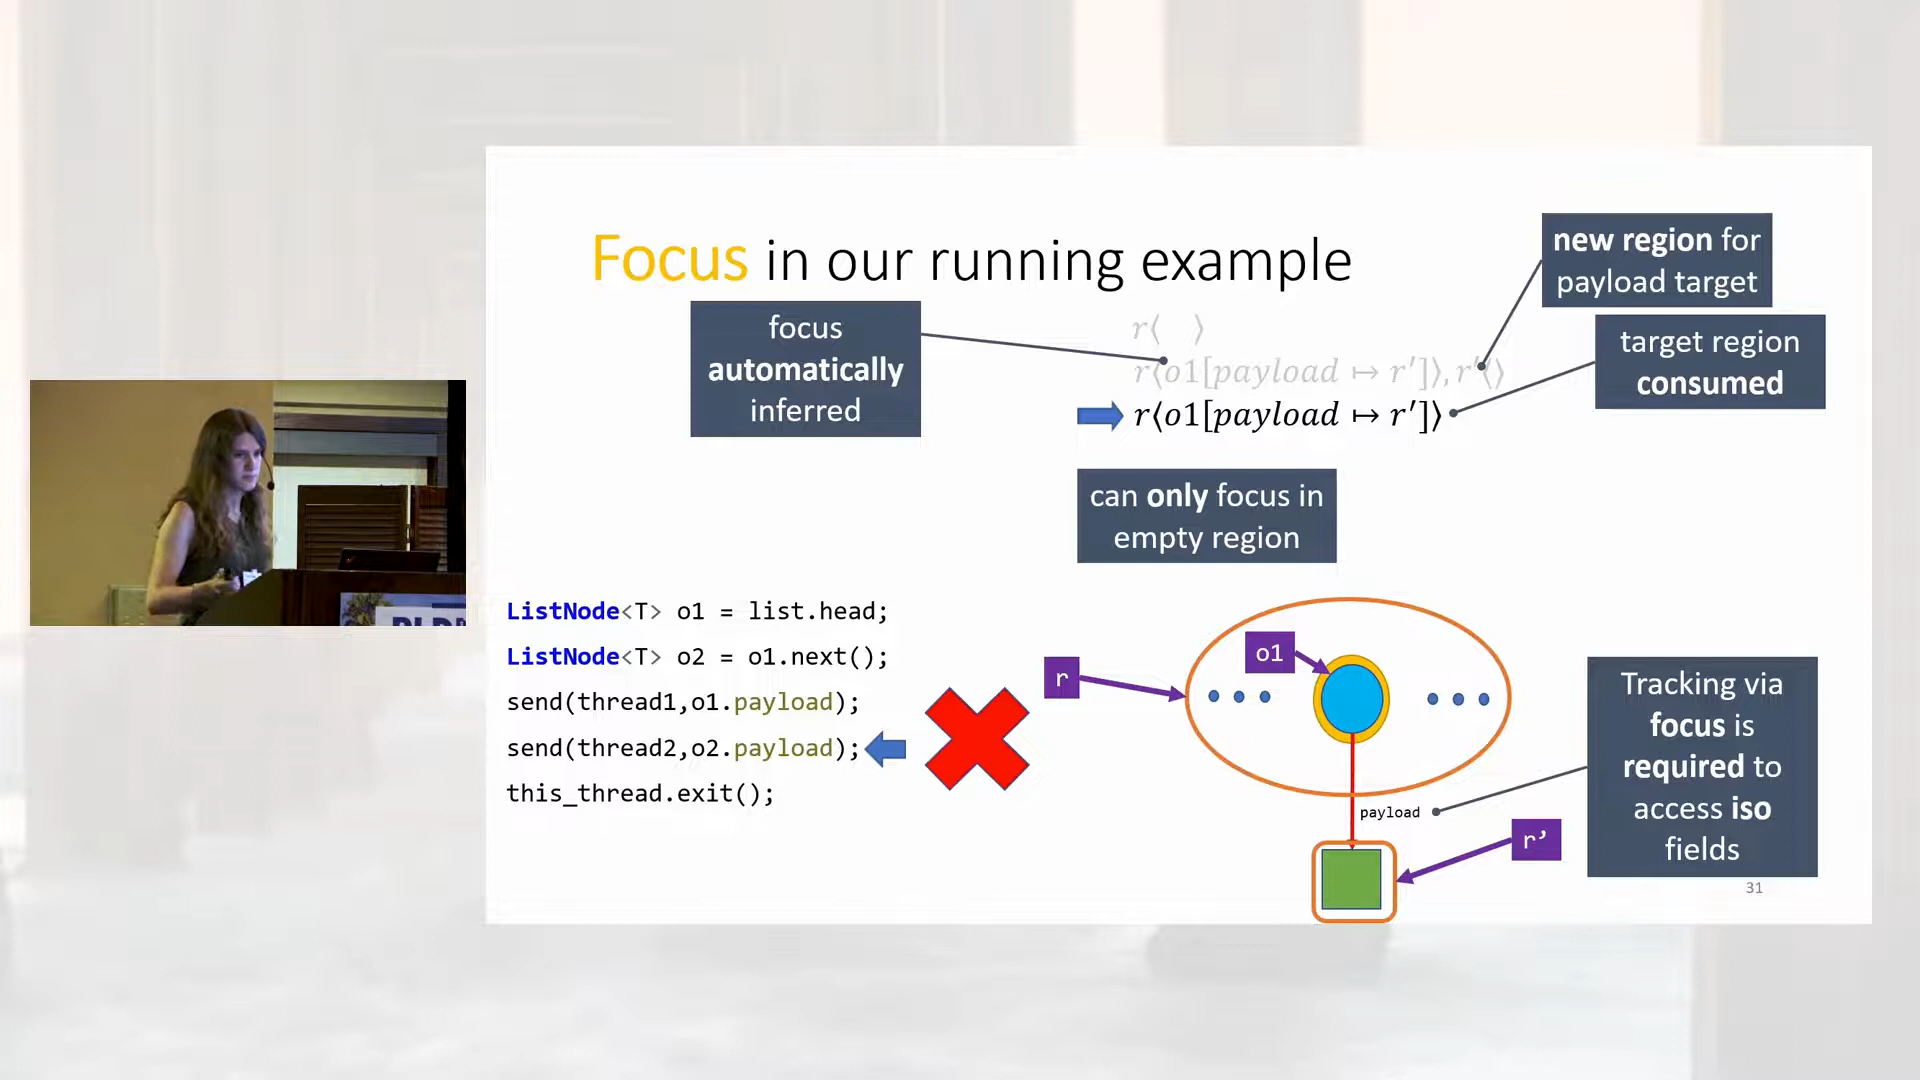 Focus in our running example
new region for
payload target
focus
automatically
inferred
r⟨ ⟩
r⟨o1[payload ↦ r′]⟩, r′⟨⟩
r⟨o1[payload ↦ r′]⟩
target region
consumed
can only focus in
empty region
ListNode<T> o1 = list.head;
ListNode<T> o2 = o1.next();
send(thread1,o1.payload);
send(thread2,o2.payload);
this_thread.exit();
r
o1
payload
r’
Tracking via
focus is
required to
access iso
fields
31